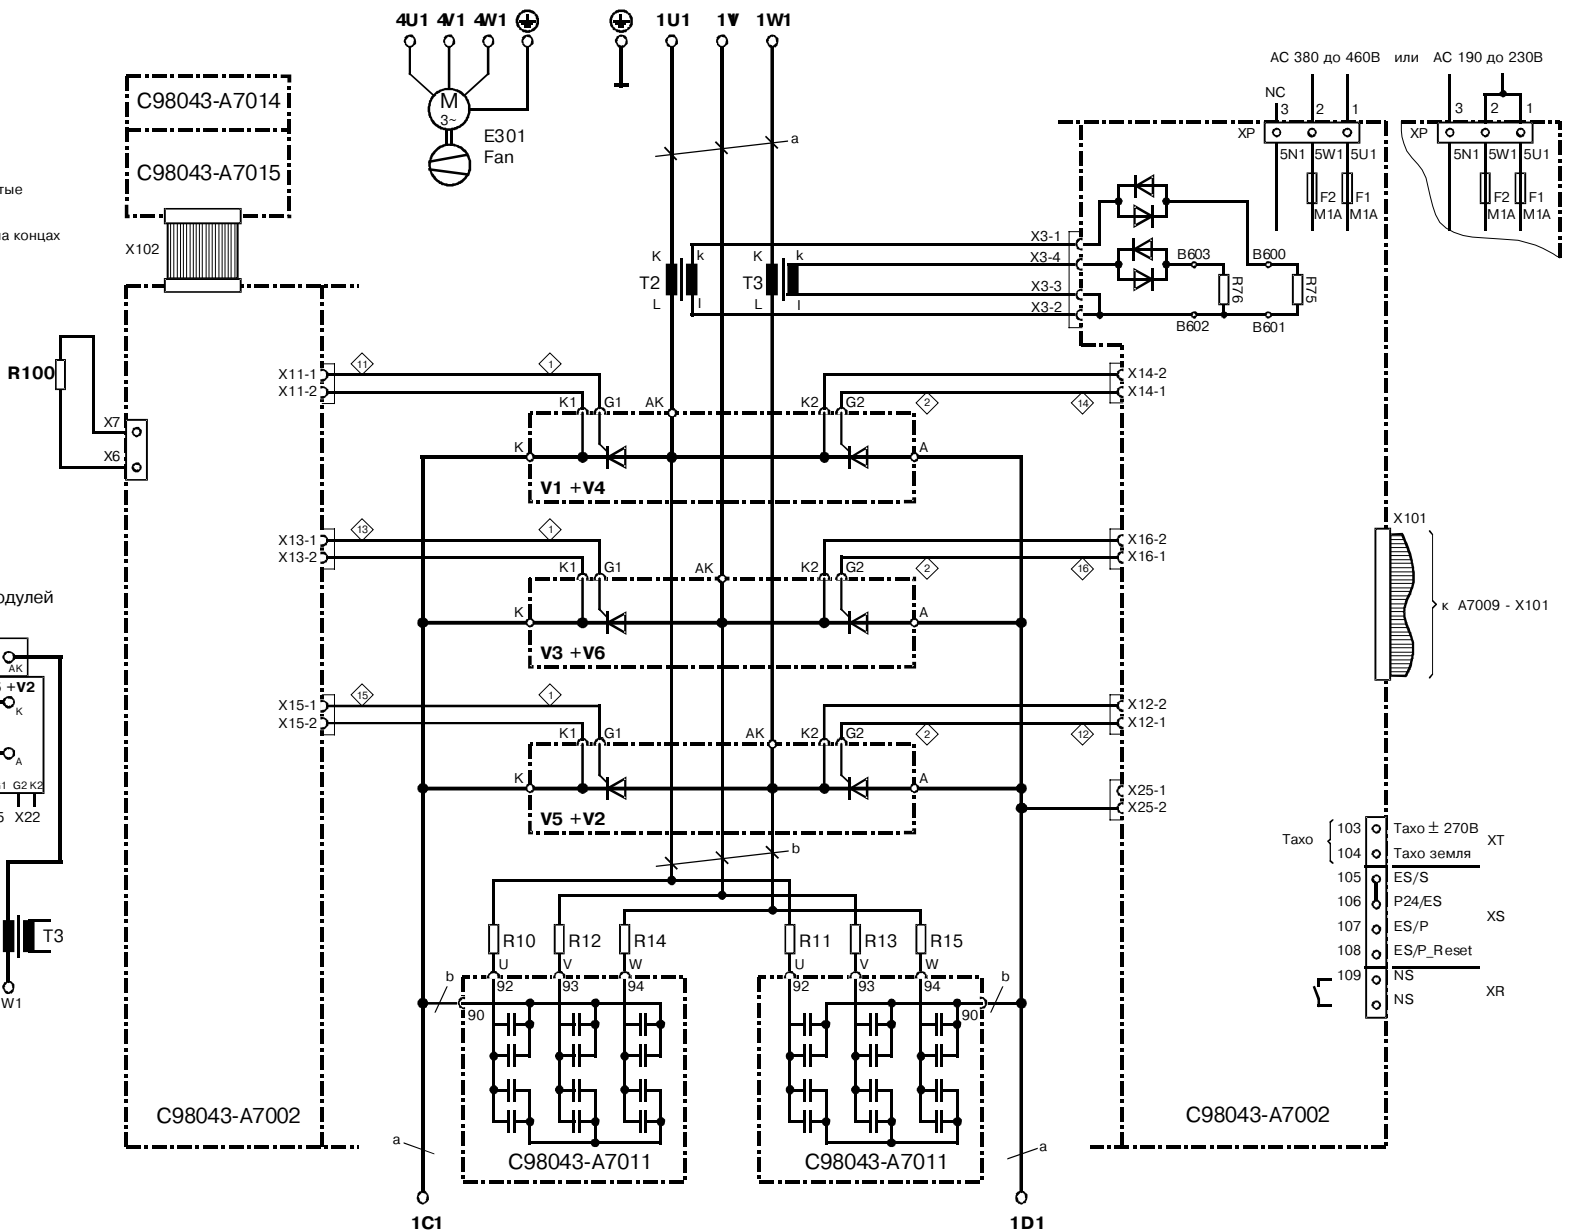 4U1 4V1 4W1
1U1 1V 1W1
AC 380 до 460В или AC 190 до 230В
NC
3 2 1
3 2 1
XP
XP
5N1 5W1 5U1
5N1 5W1 5U1
F2 F1
M1A M1A
F2 F1
M1A M1A
C98043-A7014
C98043-A7015
M
3~
E301
Fan
a
тые
а концах
X102
K k
T2
L l
K k
T3
L l
X3-1
X3-4
X3-3
X3-2
B603 B600
R76 R75
B602 B601
R100
X7
X6
X11-1
X11-2
11
1
K1 G1 AK K2 G2
2
14
X14-2
X14-1
K A
V1 +V4
X13-1
X13-2
13
1
K1 G1 AK K2 G2
2
16
X16-2
X16-1
K A
V3 +V6
X101
к A7009 - X101
одулей
AK
+V2
K
A
G2 K2
X22
X15-1
X15-2
15
1
K1 G1 AK K2 G2
2
12
X12-2
X12-1
K A
V5 +V2
X25-1
X25-2
b
Тахо
103 Тахо ± 270В
104 Тахо земля
XT
105 ES/S
106 P24/ES
107 ES/P
108 ES/P_Reset
XS
109 NS
NS
XR
T3
W1
R10 R12 R14 R11 R13 R15
U V W U V W
92 93 94 92 93 94
b b
90 90
C98043-A7002
C98043-A7002
a a
C98043-A7011
C98043-A7011
1C1 1D1